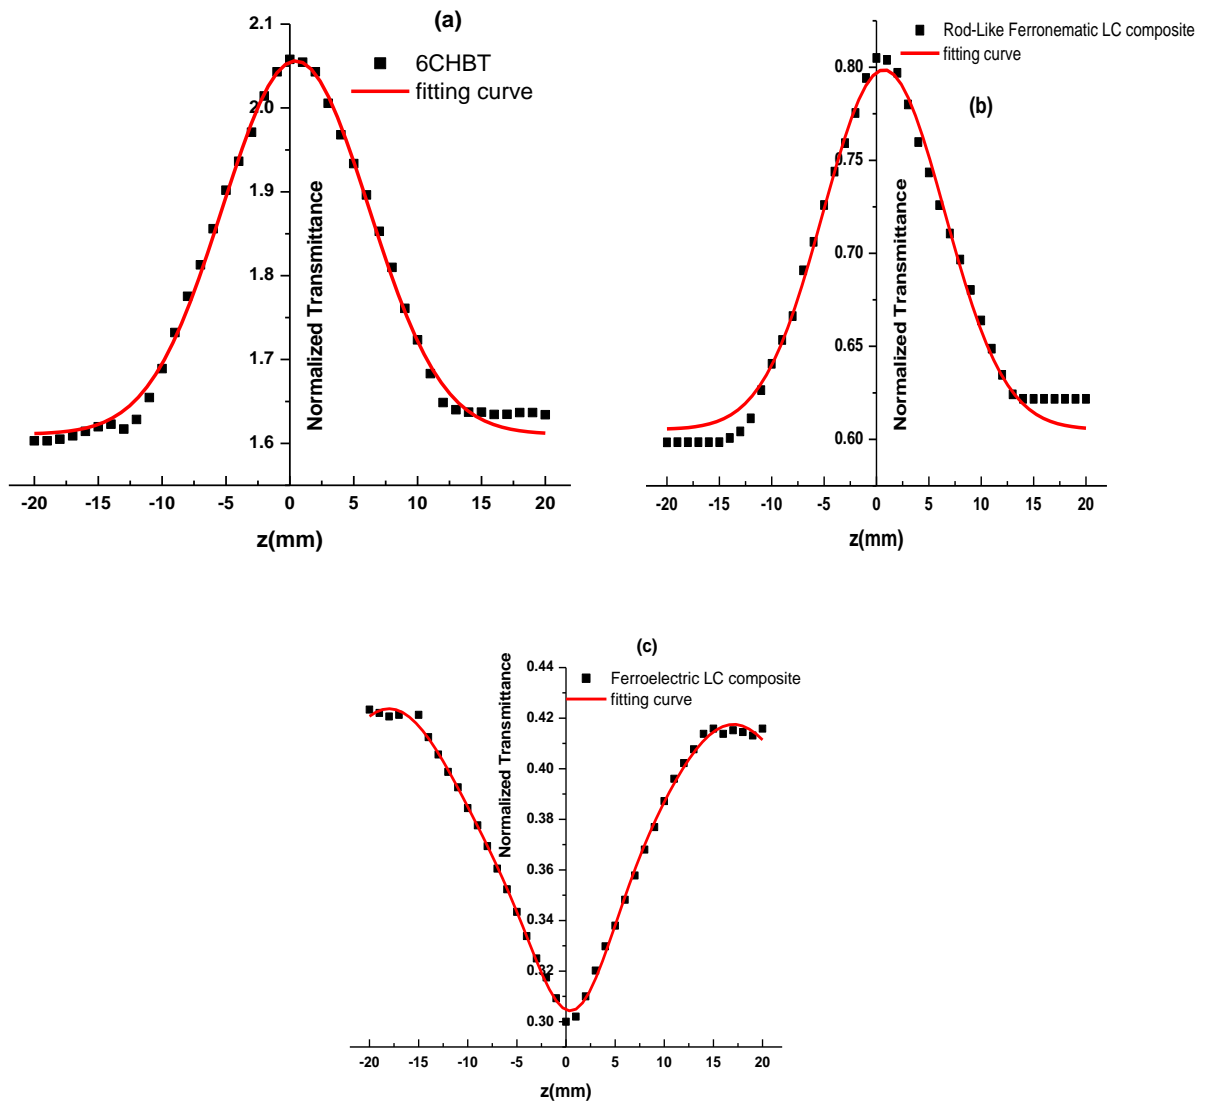 (a)
2.1
6CHBT
fitting curve
2.0
1.9
1.8
1.7
1.6
Normalized Transmittance
-20 -15 -10 -5 0 5 10 15 20
z(mm)
Rod-Like Ferronematic LC composite
fitting curve
(b)
0.80
0.75
0.70
0.65
0.60
Normalized Transmittance
-20 -15 -10 -5 0 5 10 15 20
z(mm)
(c)
0.44
Ferroelectric LC composite
fitting curve
0.42
0.40
0.38
0.36
0.34
0.32
0.30
Normalized Transmittance
-20 -15 -10 -5 0 5 10 15 20
z(mm)